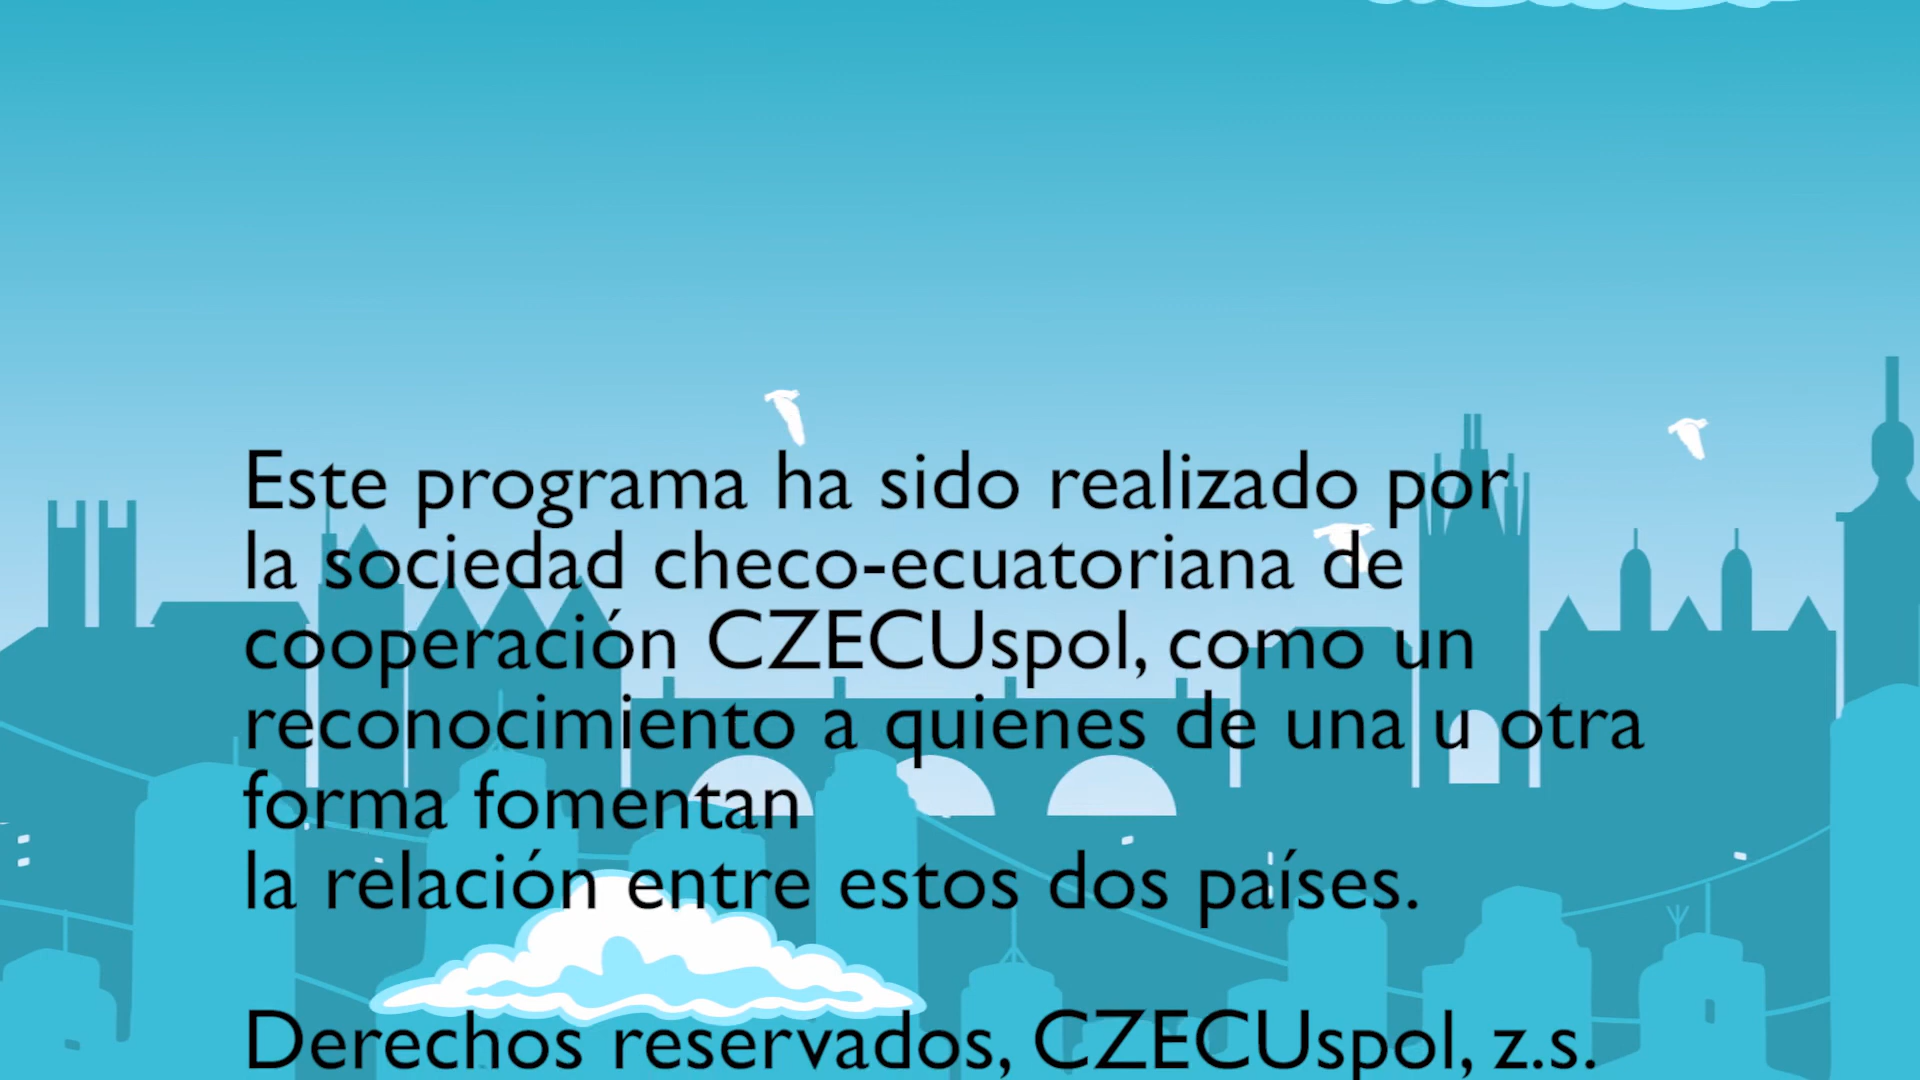 Este programa ha sido realizado por
la sociedad checo-ecuatoriana de
cooperación CZECUspol, como un
reconocimiento a quienes de una u otra
forma fomentan
la relación entre estos dos países.
Derechos reservados, CZECUspol, z.s.